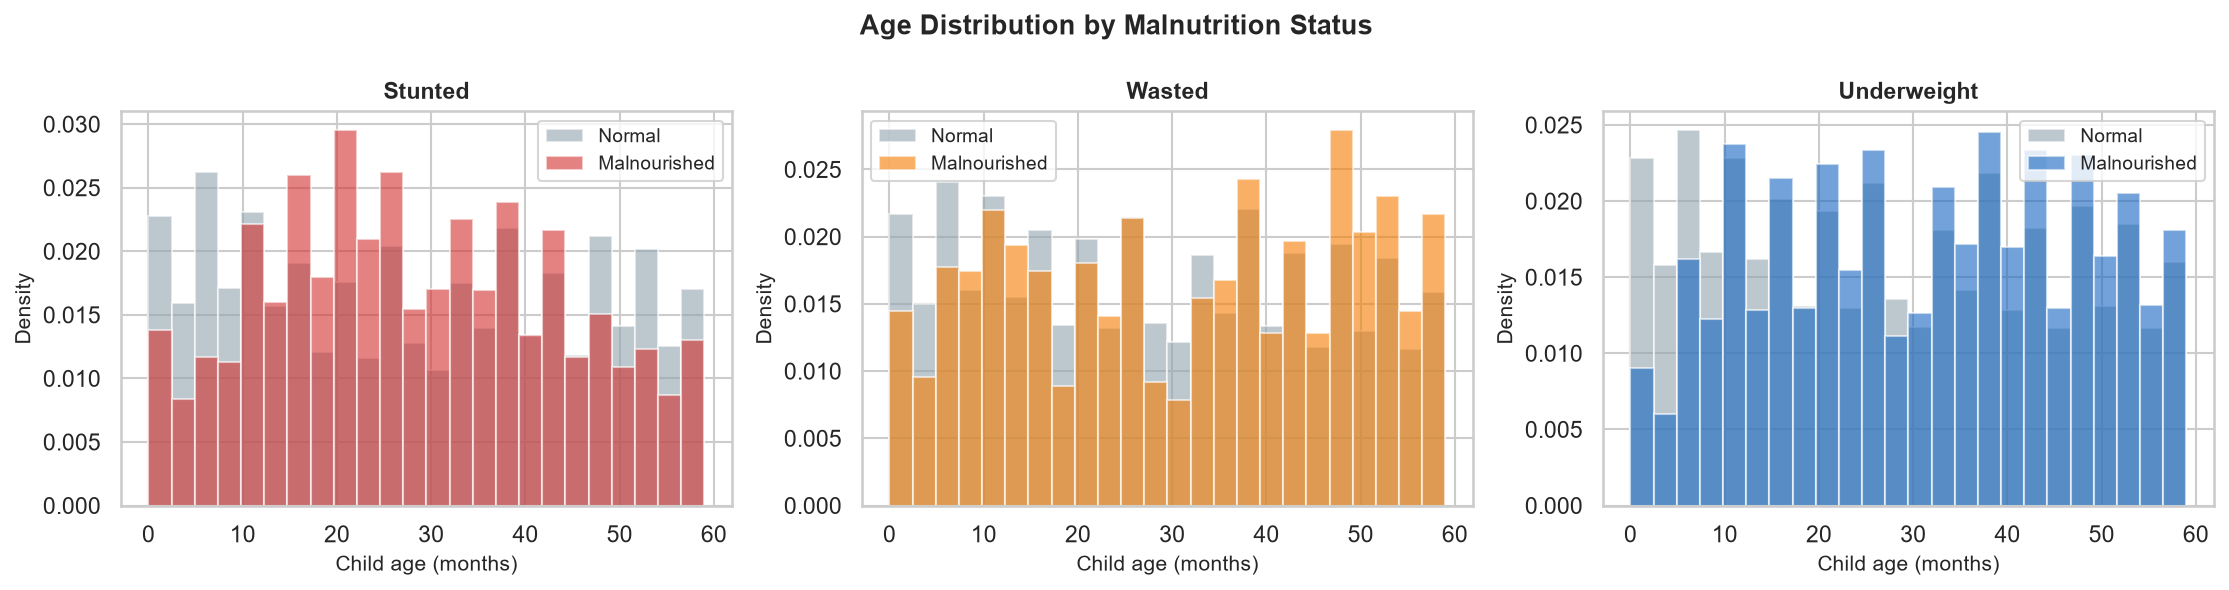 Age Distribution by Malnutrition Status
Stunted
Normal
Malnourished
0.030
0.025
0.020
0.015
0.010
0.005
0.000
Density
0 10 20 30 40 50 60
Child age (months)
Wasted
Normal
Malnourished
0.025
0.020
0.015
0.010
0.005
0.000
Density
0 10 20 30 40 50 60
Child age (months)
Underweight
Normal
Malnourished
0.025
0.020
0.015
0.010
0.005
0.000
Density
0 10 20 30 40 50 60
Child age (months)